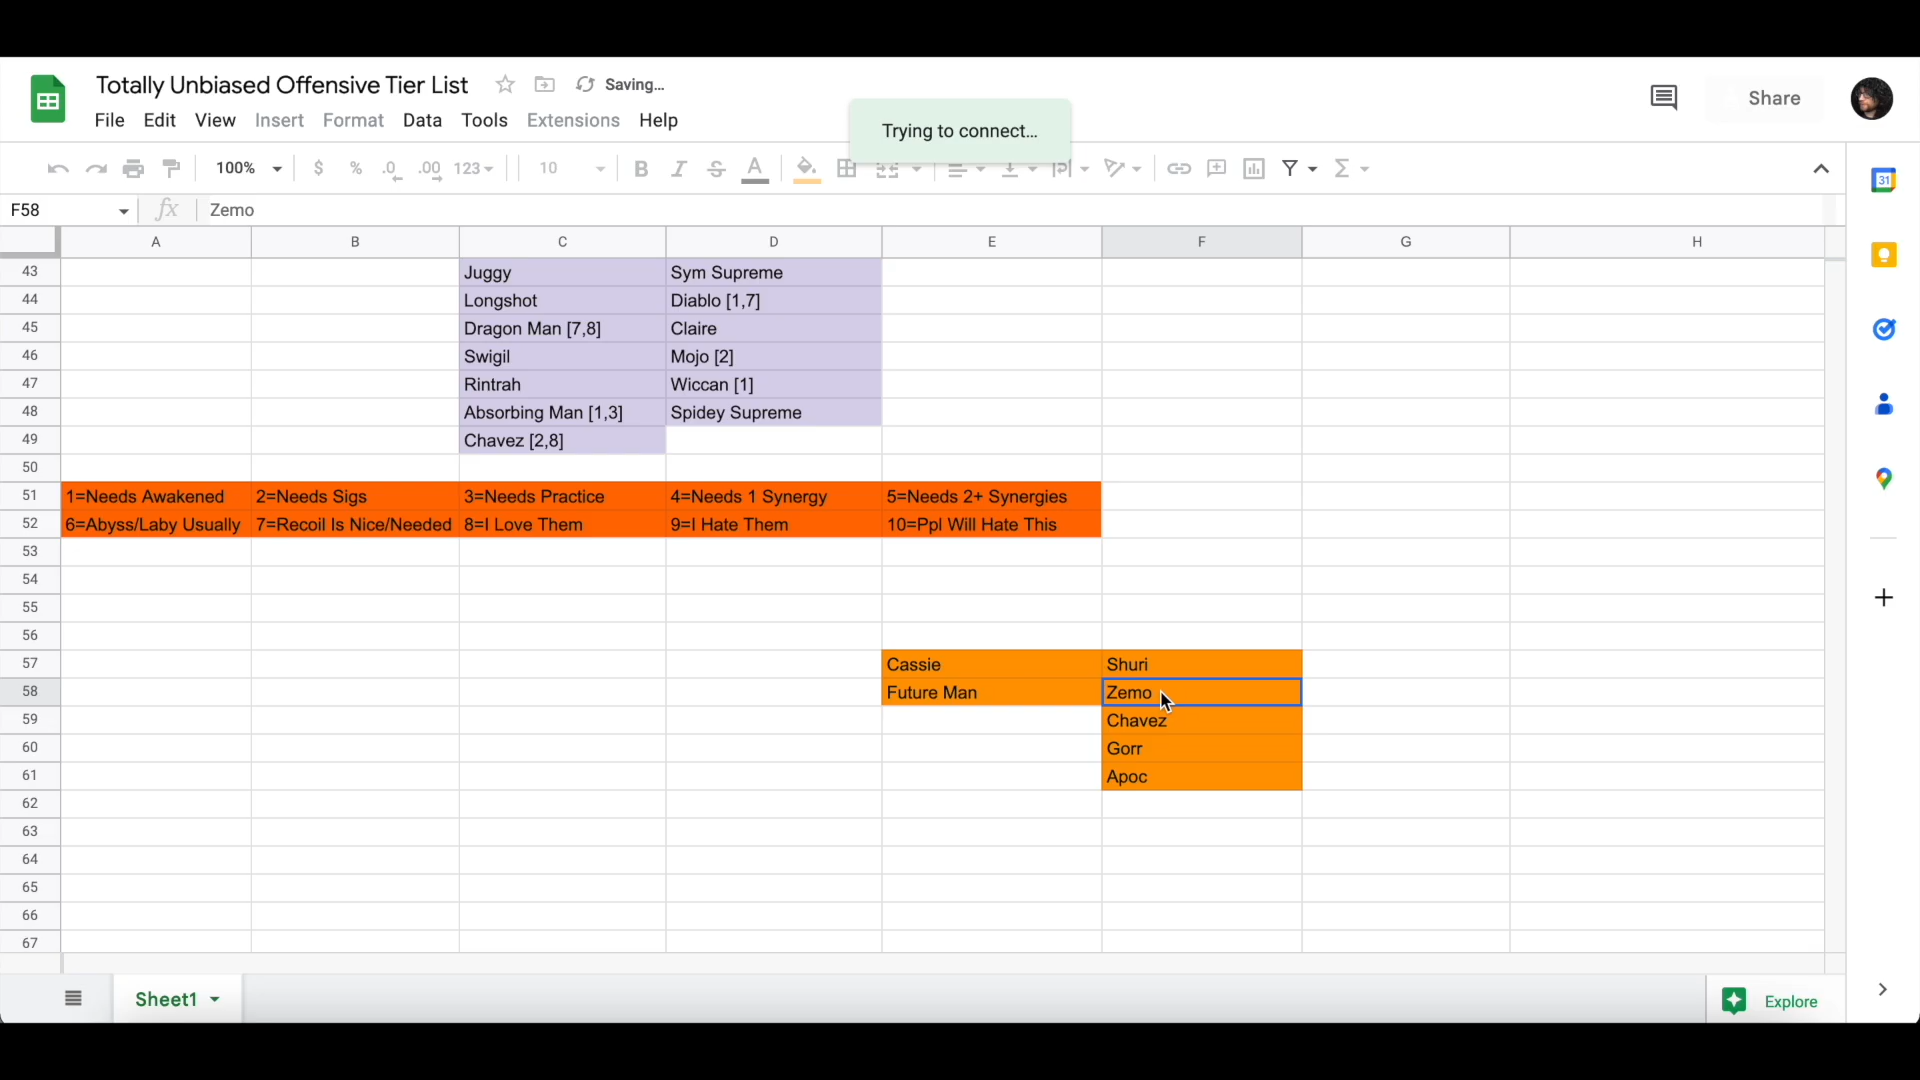 Totally Unbiased Offensive Tier List Saving...
File Edit View Insert Format Data Tools Extensions Help
Trying to connect...
Share
100% $ % .0 .00 123 10 B I S A Σ
31
F58 fx Zemo
A B C D E F G H
43 Juggy Sym Supreme
44 Longshot Diablo [1,7]
45 Dragon Man [7,8] Claire
46 Swigil Mojo [2]
47 Rintrah Wiccan [1]
48 Absorbing Man [1,3] Spidey Supreme
49 Chavez [2,8]
50
51 1=Needs Awakened 2=Needs Sigs 3=Needs Practice 4=Needs 1 Synergy 5=Needs 2+ Synergies
52 6=Abyss/Laby Usually 7=Recoil Is Nice/Needed 8=I Love Them 9=I Hate Them 10=Ppl Will Hate This
53
54
55
56
57 Cassie Shuri
58 Future Man Zemo
59 Chavez
60 Gorr
61 Apoc
62
63
64
65
66
67
Sheet1 Explore